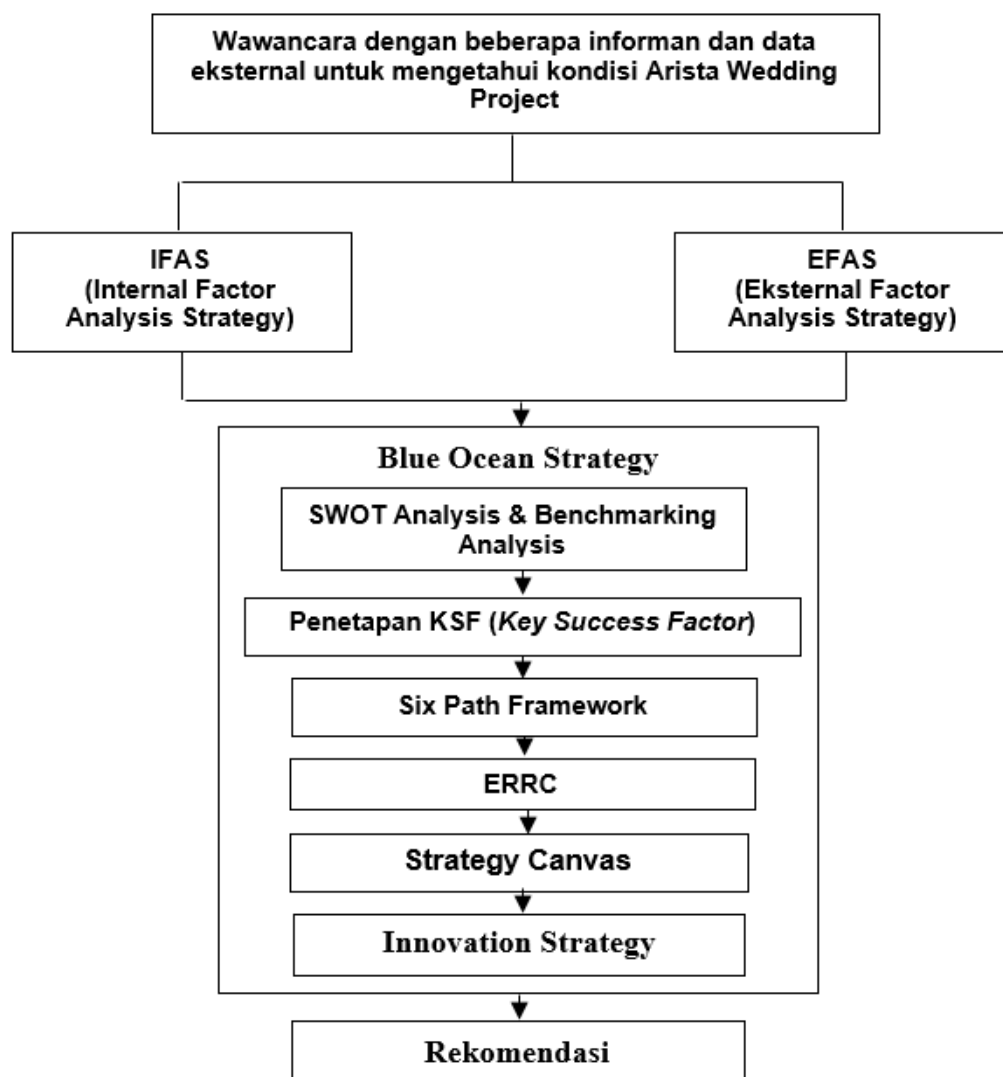 Wawancara dengan beberapa informan dan data
eksternal untuk mengetahui kondisi Arista Wedding
Project
IFAS
(Internal Factor
Analysis Strategy)
EFAS
(Eksternal Factor
Analysis Strategy)
Blue Ocean Strategy
SWOT Analysis & Benchmarking
Analysis
Penetapan KSF (Key Success Factor)
Six Path Framework
ERRC
Strategy Canvas
Innovation Strategy
Rekomendasi